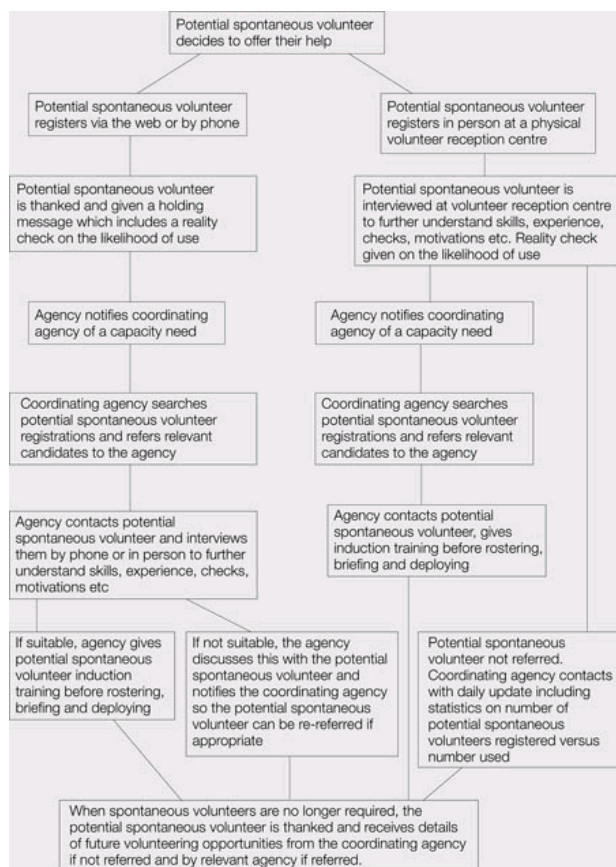 Potential spontaneous volunteer
decides to offer their help
Potential spontaneous volunteer
registers via the web or by phone
Potential spontaneous volunteer
registers in person at a physical
volunteer reception centre
Potential spontaneous volunteer
is thanked and given a holding
message which includes a reality
check on the likelihood of use
Potential spontaneous volunteer is
interviewed at volunteer reception centre
to further understand skills, experience,
checks, motivations etc. Reality check
given on the likelihood of use
Agency notifies coordinating
agency of a capacity need
Agency notifies coordinating
agency of a capacity need
Coordinating agency searches
potential spontaneous volunteer
registrations and refers relevant
candidates to the agency
Coordinating agency searches
potential spontaneous volunteer
registrations and refers relevant
candidates to the agency
Agency contacts potential
spontaneous volunteer and interviews
them by phone or in person to further
understand skills, experience, checks,
motivations etc
Agency contacts potential
spontaneous volunteer, gives
induction training before rostering,
briefing and deploying
If suitable, agency gives
potential spontaneous
volunteer induction
training before rostering,
briefing and deploying
If not suitable, the agency
discusses this with the potential
spontaneous volunteer and
notifies the coordinating agency
so the potential spontaneous
volunteer can be re-referred if
appropriate
Potential spontaneous
volunteer not referred.
Coordinating agency contacts
with daily update including
statistics on number of
potential spontaneous
volunteers registered versus
number used
When spontaneous volunteers are no longer required, the
potential spontaneous volunteer is thanked and receives details
of future volunteering opportunities from the coordinating agency
if not referred and by relevant agency if referred.